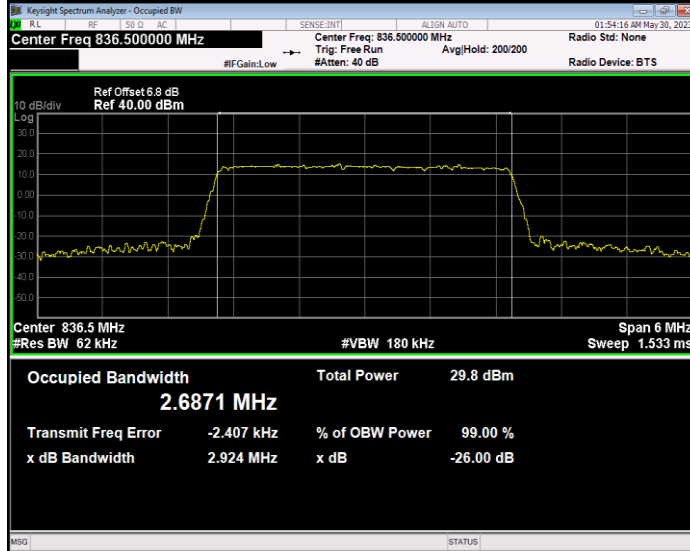 Keysight Spectrum Analyzer - Occupied BW
RL RF 50 Ω AC SENSE:INT ALIGN AUTO 01:54:16 AM May 30, 2023
Center Freq 836.500000 MHz Center Freq: 836.500000 MHz Radio Std: None
Trig: Free Run Avg|Hold: 200/200
#IFGain:Low #Atten: 40 dB Radio Device: BTS
Ref Offset 6.8 dB
10 dB/div Ref 40.00 dBm
Log
30.0
20.0
10.0
0.00
-10.0
-20.0
-30.0
-40.0
-50.0
Center 836.5 MHz Span 6 MHz
#Res BW 62 kHz #VBW 180 kHz Sweep 1.533 ms
Occupied Bandwidth Total Power 29.8 dBm
2.6871 MHz
Transmit Freq Error -2.407 kHz % of OBW Power 99.00 %
x dB Bandwidth 2.924 MHz x dB -26.00 dB
MSG STATUS